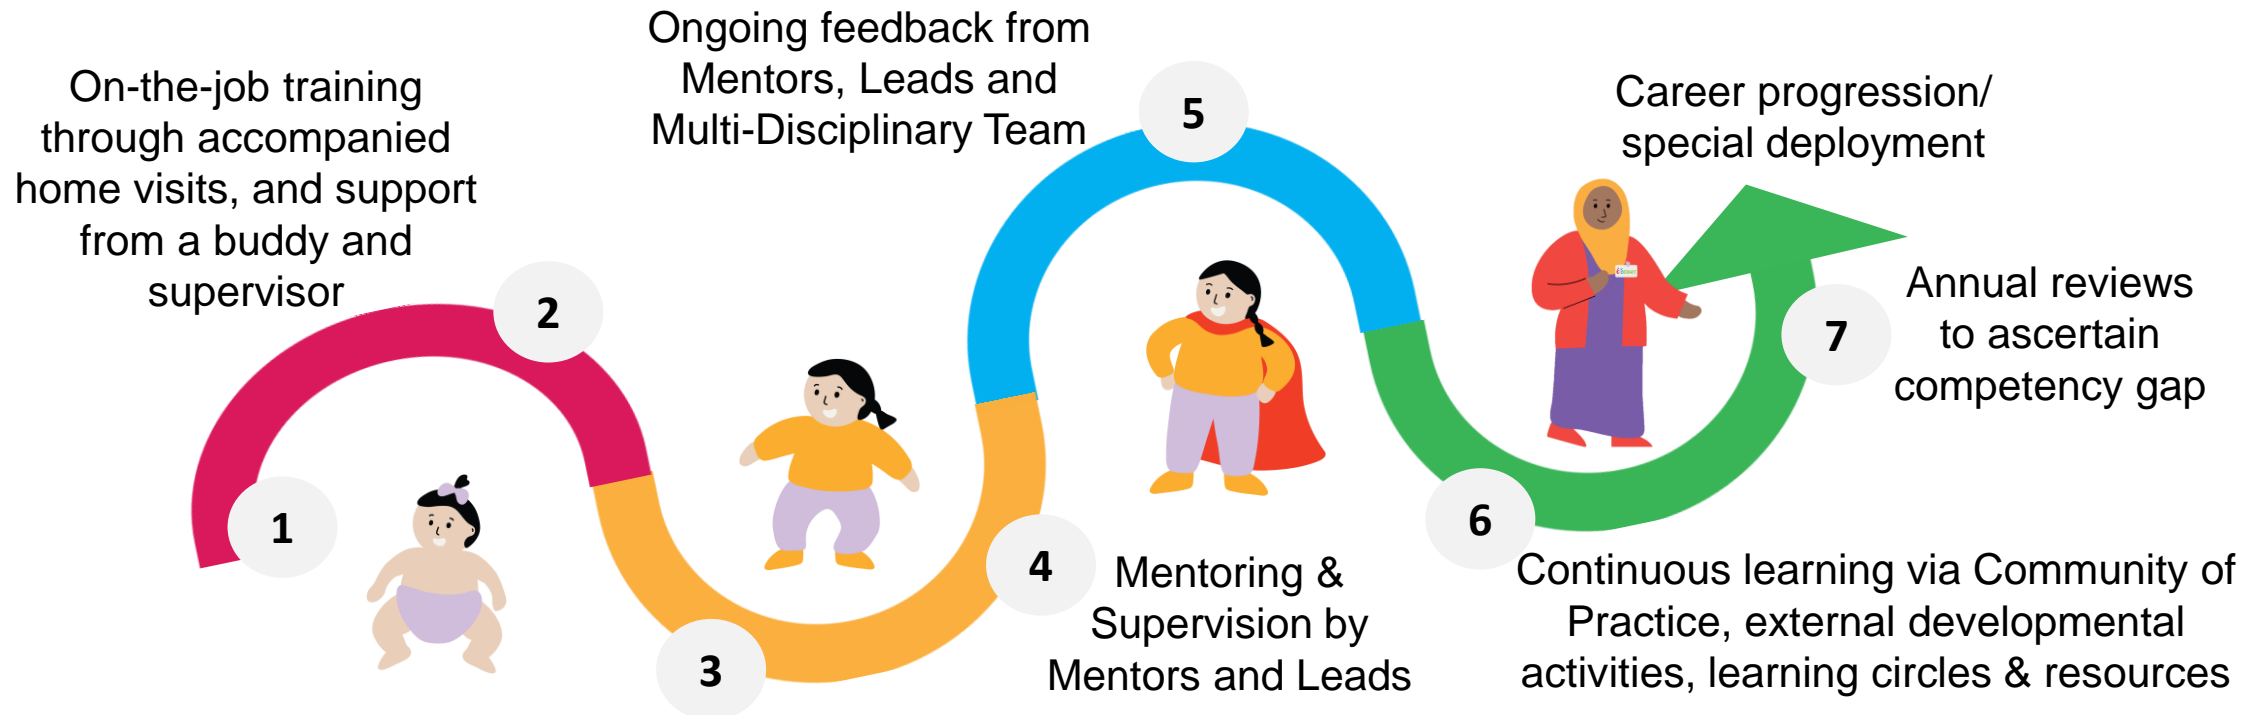 On-the-job training
through accompanied
home visits, and support
from a buddy and
supervisor
1
2
3
Ongoing feedback from
Mentors, Leads and
Multi-Disciplinary Team
4
Mentoring &
Supervision by
Mentors and Leads
5
6
Continuous learning via Community of
Practice, external developmental
activities, learning circles & resources
7
Annual reviews
to ascertain
competency gap
Career progression/
special deployment